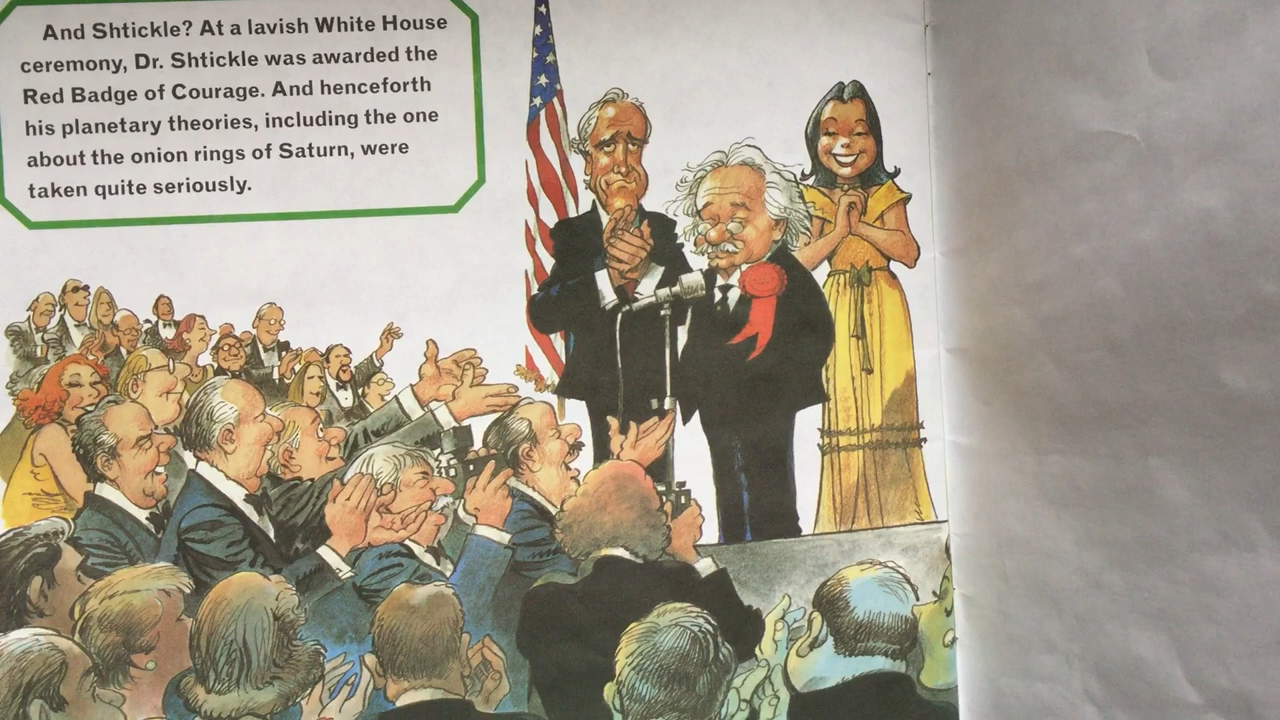 And Shtickle? At a lavish White House
ceremony, Dr. Shtickle was awarded the
Red Badge of Courage. And henceforth
his planetary theories, including the one
about the onion rings of Saturn, were
taken quite seriously.